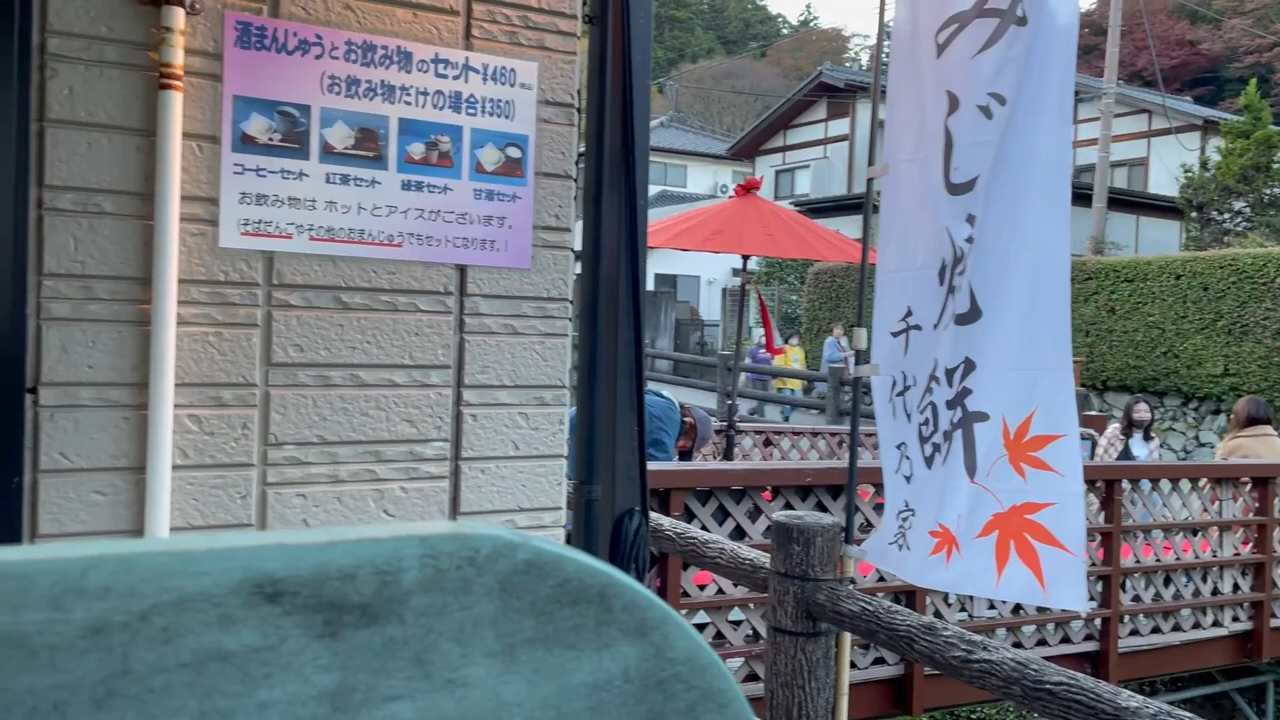 酒まんじゅうとお飲み物のセット¥460(税込)
(お飲み物だけの場合¥350)
コーヒーセット 紅茶セット 緑茶セット 甘酒セット
お飲み物は ホットとアイスがございます。
(そばだんごやその他のおまんじゅうでもセットになります。)
みじ焼餅
千代乃家